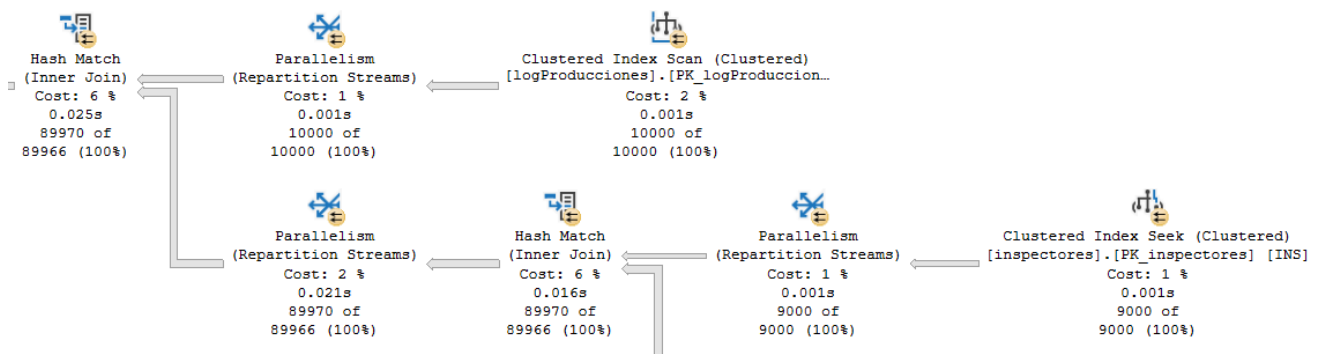 Hash Match
(Inner Join)
Cost: 6 %
0.025s
89970 of
89966 (100%)
Parallelism
(Repartition Streams)
Cost: 1 %
0.001s
10000 of
10000 (100%)
Clustered Index Scan (Clustered)
[logProducciones].[PK_logProduccion…
Cost: 2 %
0.001s
10000 of
10000 (100%)
Parallelism
(Repartition Streams)
Cost: 2 %
0.021s
89970 of
89966 (100%)
Hash Match
(Inner Join)
Cost: 6 %
0.016s
89970 of
89966 (100%)
Parallelism
(Repartition Streams)
Cost: 1 %
0.001s
9000 of
9000 (100%)
Clustered Index Seek (Clustered)
[inspectores].[PK_inspectores] [INS]
Cost: 1 %
0.001s
9000 of
9000 (100%)